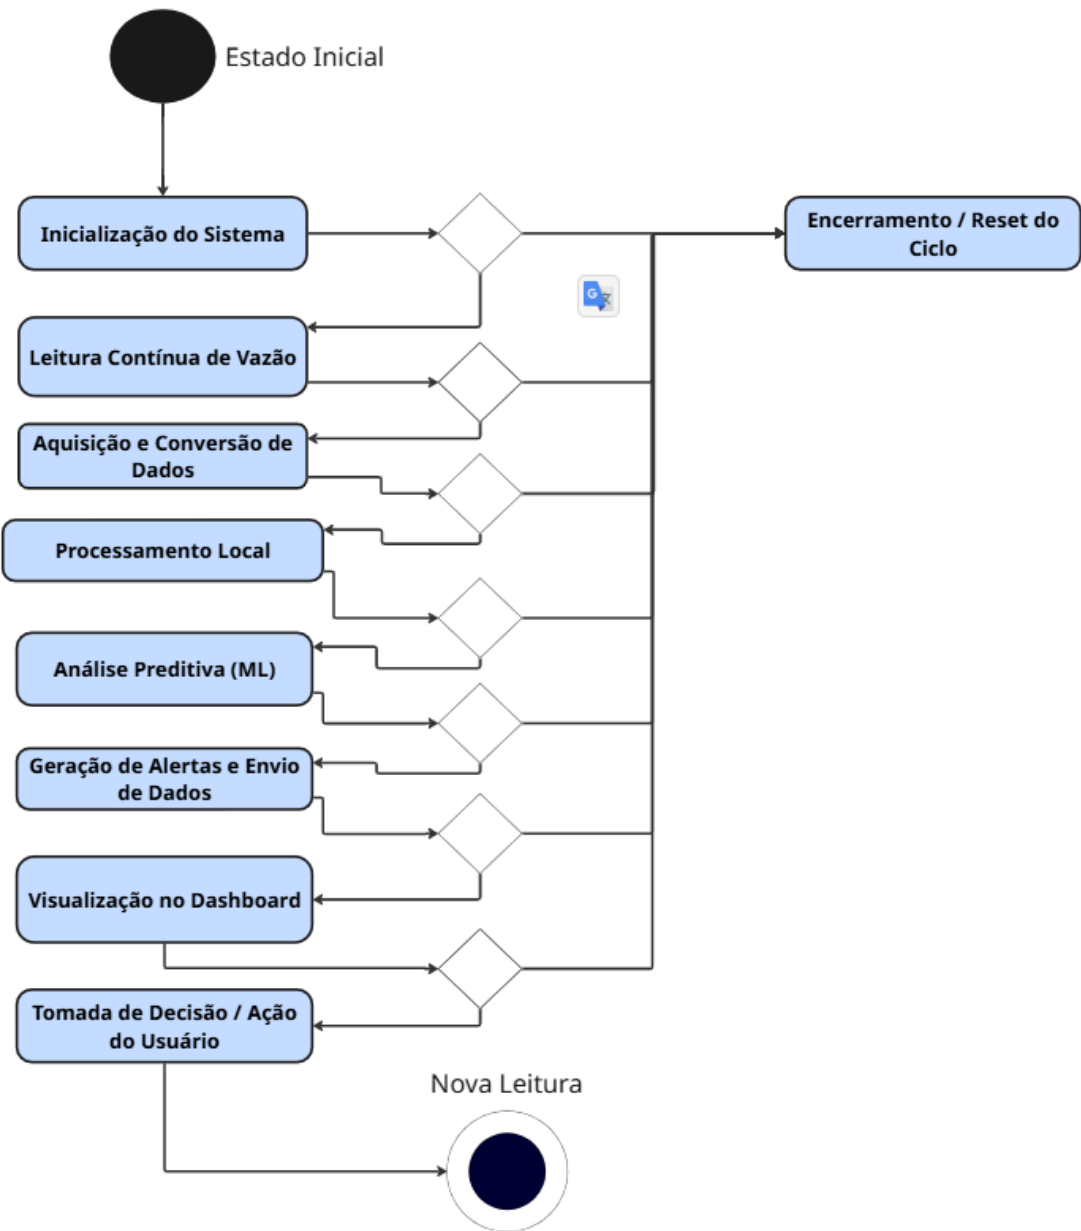 Estado Inicial
Inicialização do Sistema
Encerramento / Reset do
Ciclo
G
Leitura Contínua de Vazão
Aquisição e Conversão de
Dados
Processamento Local
Análise Preditiva (ML)
Geração de Alertas e Envio
de Dados
Visualização no Dashboard
Tomada de Decisão / Ação
do Usuário
Nova Leitura